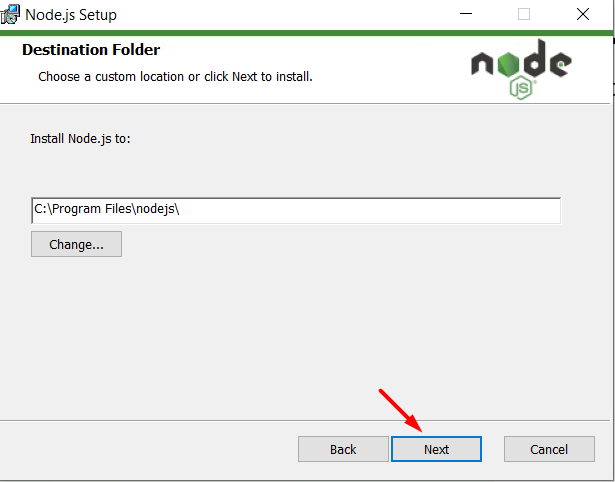 Node.js Setup
Destination Folder
Choose a custom location or click Next to install.
node
JS
Install Node.js to:
C:\Program Files\nodejs\
Change...
Back
Next
Cancel